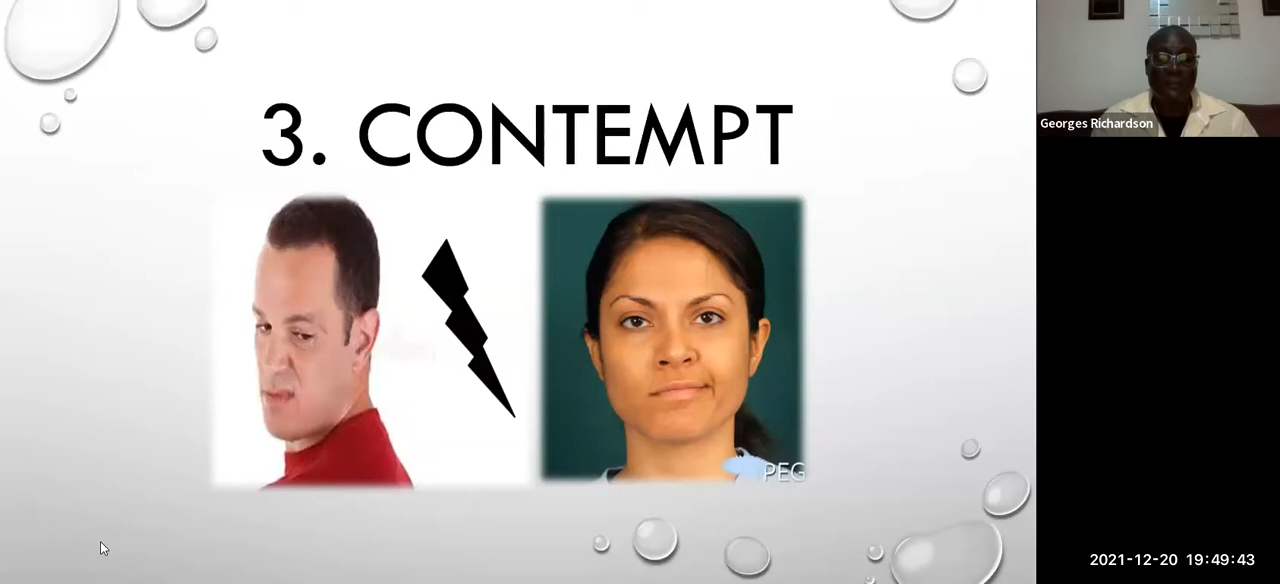 3. CONTEMPT
Georges Richardson
PEG
2021-12-20 19:49:43